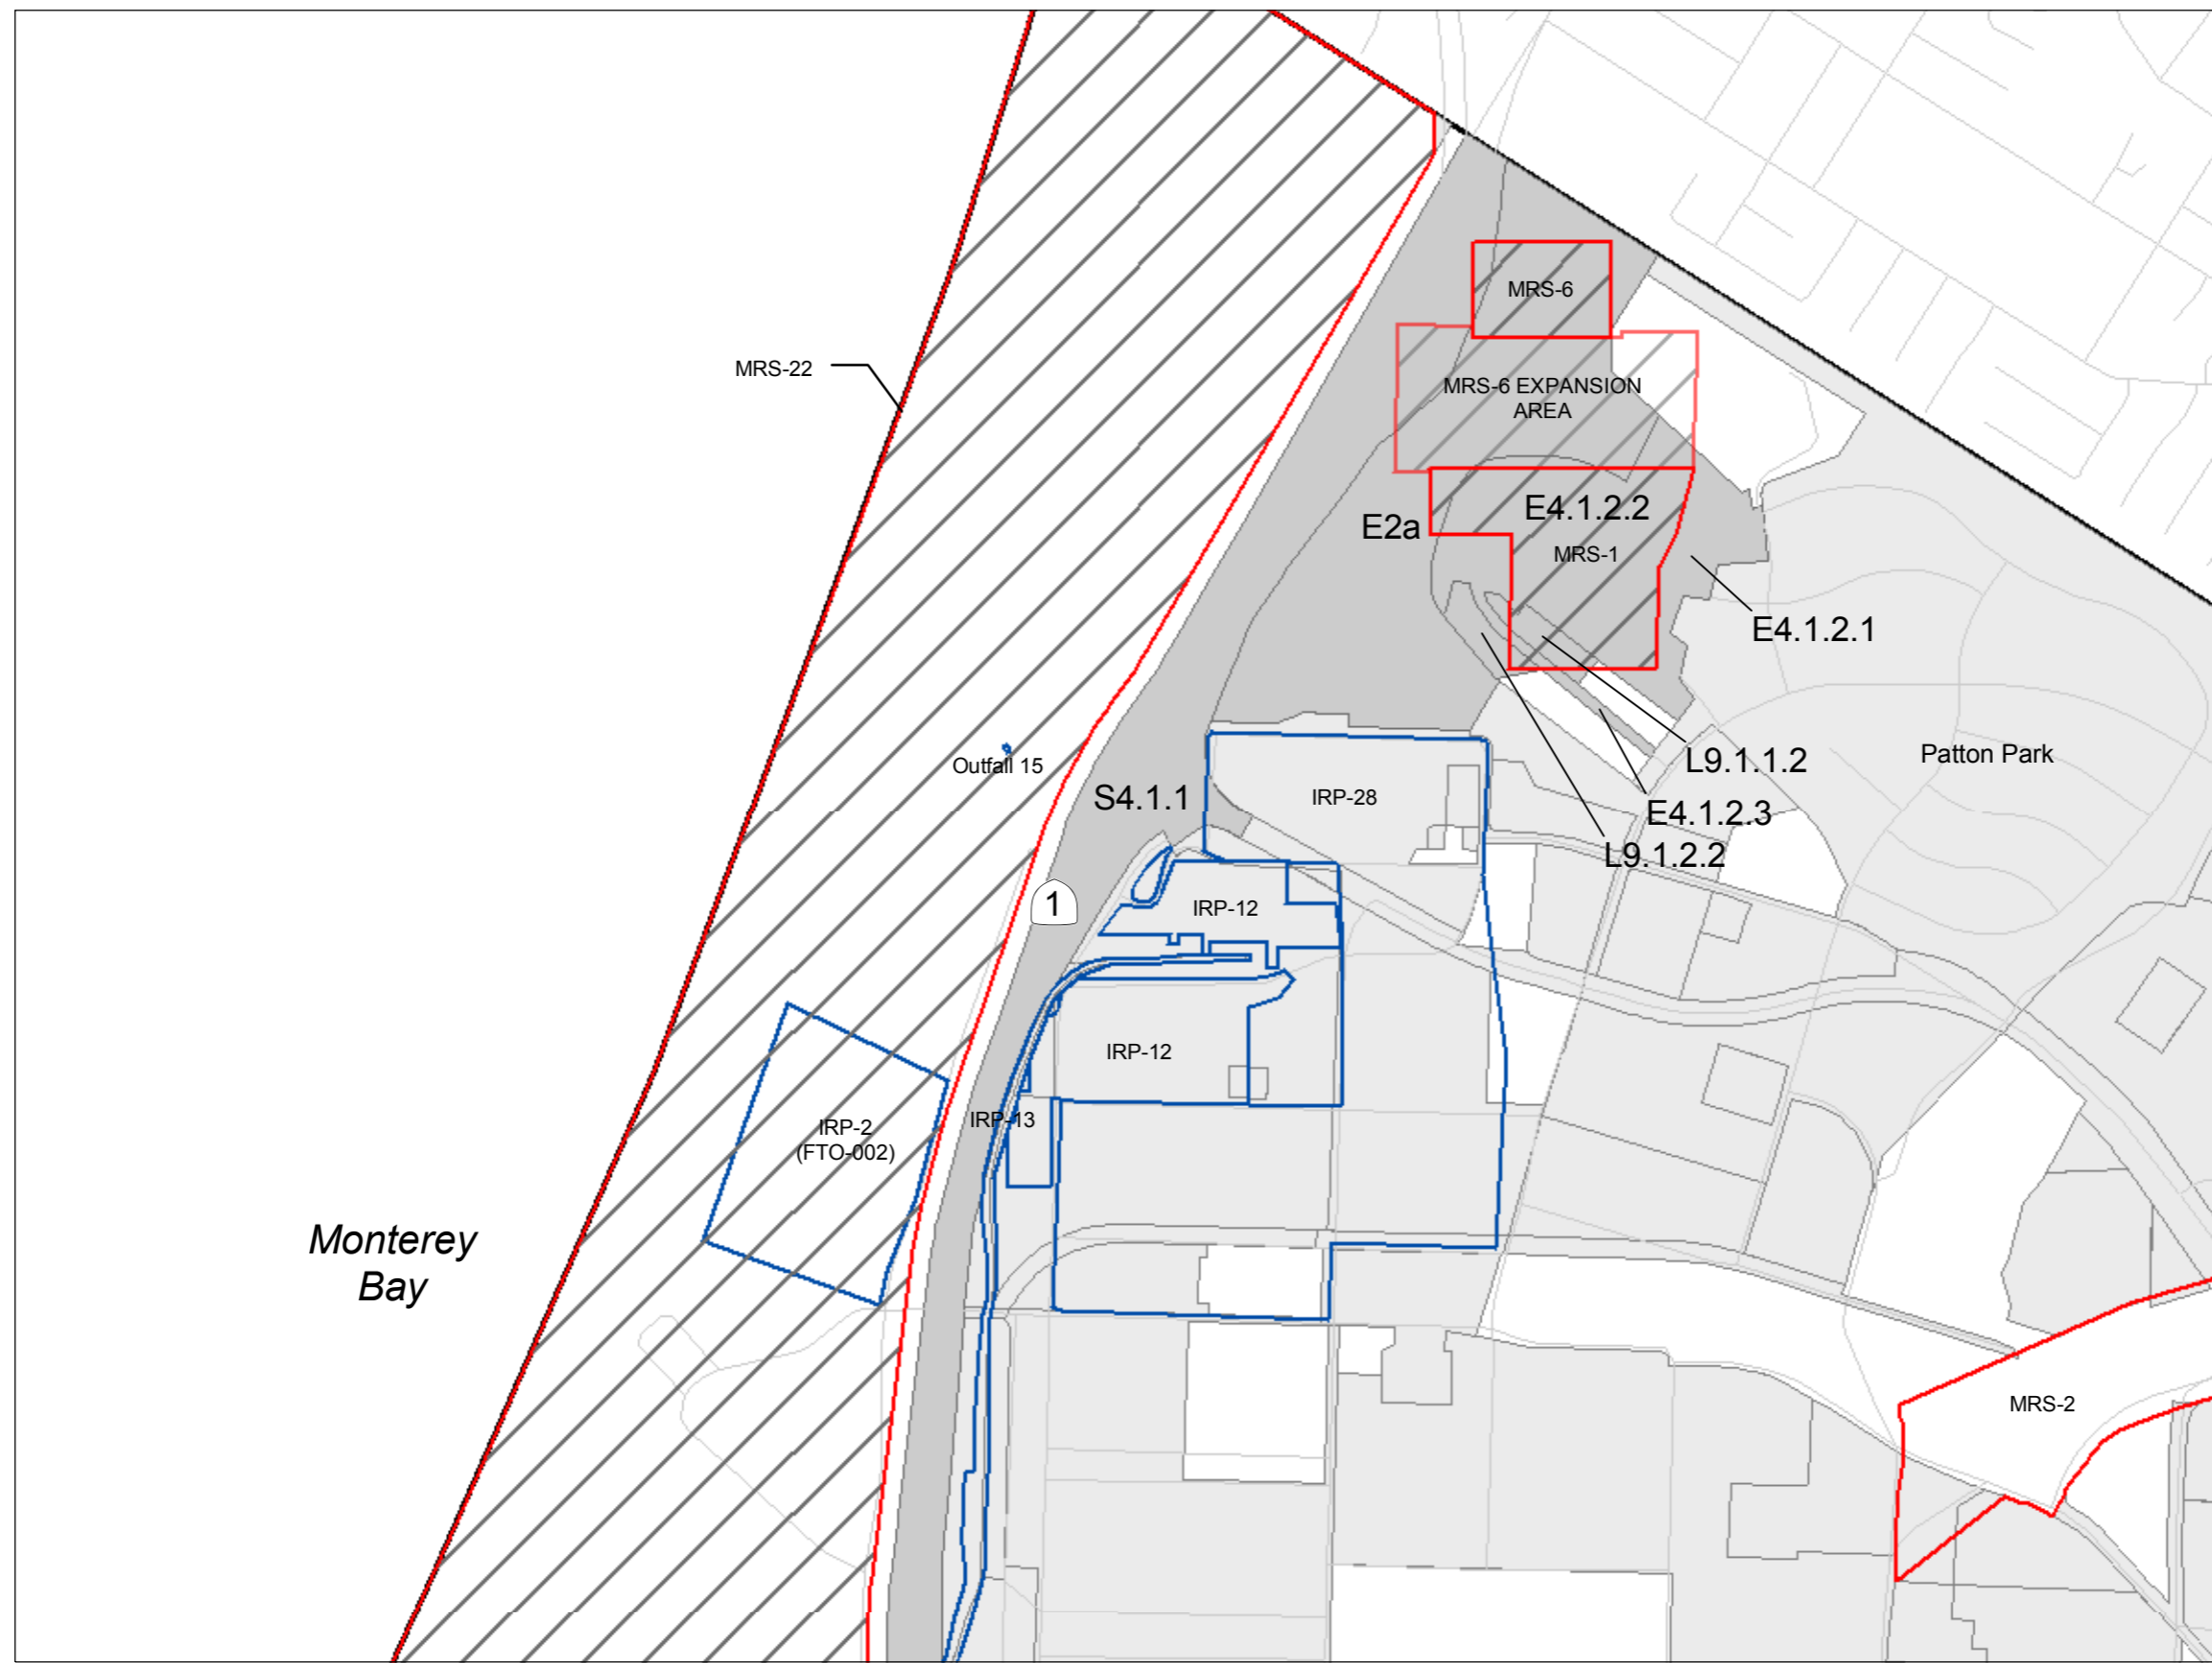 MRS-6
MRS-22
MRS-6 EXPANSION
AREA
E4.1.2.2
E2a
MRS-1
E4.1.2.1
Patton Park
Outfall 15
L9.1.1.2
S4.1.1
IRP-28
E4.1.2.3
L9.1.2.2
1
IRP-12
IRP-12
IRP-13
IRP-2
(FTO-002)
Monterey
Bay
MRS-2